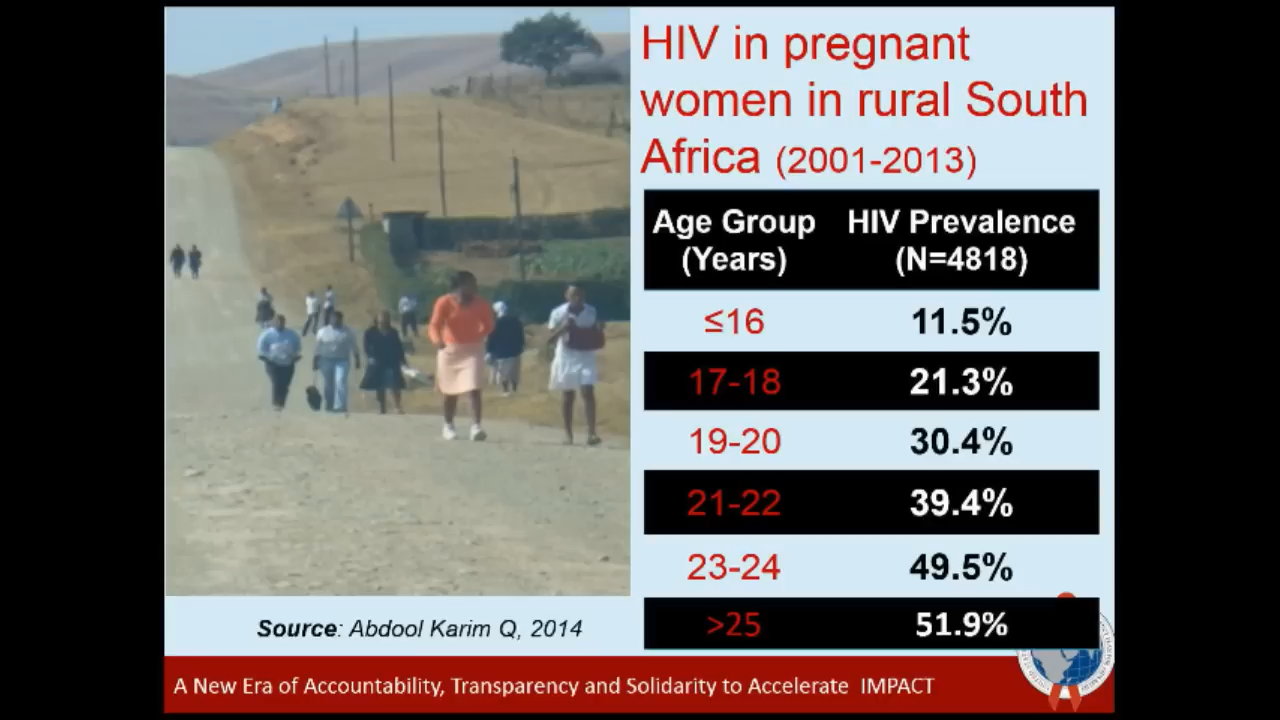 HIV in pregnant
women in rural South
Africa (2001-2013)
Age Group HIV Prevalence
(Years) (N=4818)
≤16 11.5%
17-18 21.3%
19-20 30.4%
21-22 39.4%
23-24 49.5%
>25 51.9%
Source: Abdool Karim Q, 2014
A New Era of Accountability, Transparency and Solidarity to Accelerate IMPACT